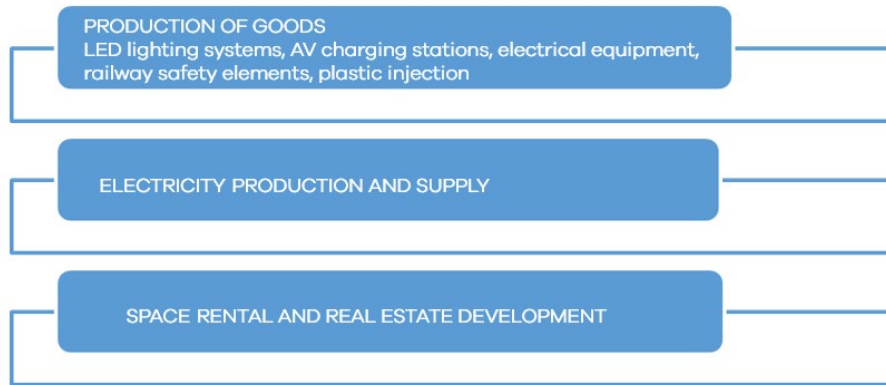 PRODUCTION OF GOODS
LED lighting systems, AV charging stations, electrical equipment,
railway safety elements, plastic injection
ELECTRICITY PRODUCTION AND SUPPLY
SPACE RENTAL AND REAL ESTATE DEVELOPMENT